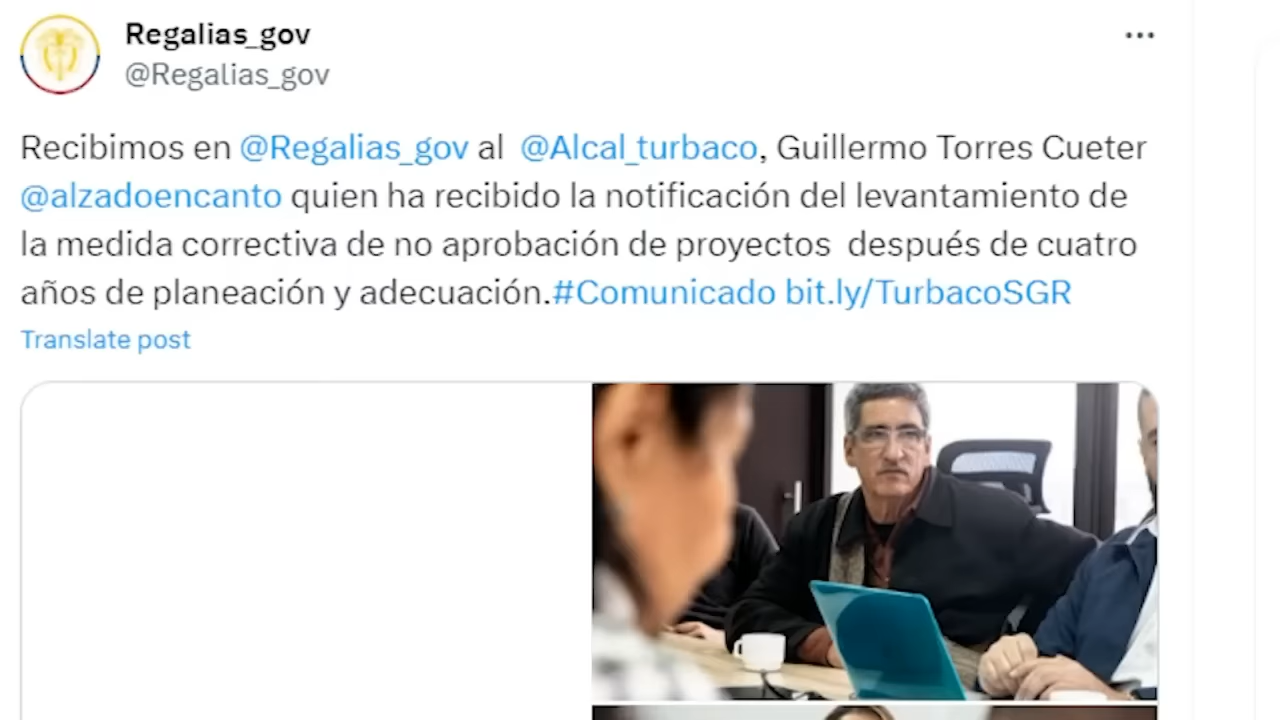 Regalias_gov
@Regalias_gov
Recibimos en @Regalias_gov al @Alcal_turbaco, Guillermo Torres Cueter
@alzadoencanto quien ha recibido la notificación del levantamiento de
la medida correctiva de no aprobación de proyectos después de cuatro
años de planeación y adecuación.#Comunicado bit.ly/TurbacoSGR
Translate post